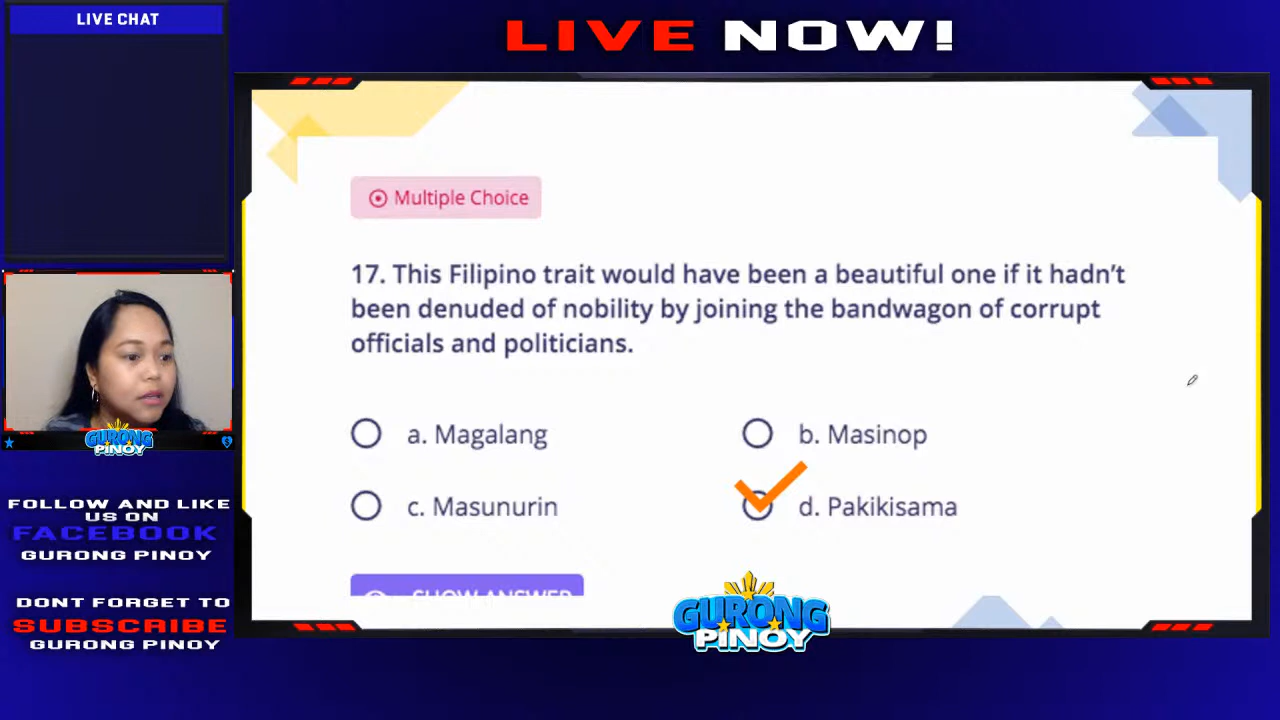 LIVE CHAT
LIVE NOW!
Multiple Choice
17. This Filipino trait would have been a beautiful one if it hadn't
been denuded of nobility by joining the bandwagon of corrupt
officials and politicians.
a. Magalang
b. Masinop
c. Masunurin
d. Pakikisama
SHOW ANSWER
GURONG
PINOY
FOLLOW AND LIKE
US ON
FACEBOOK
GURONG PINOY
DONT FORGET TO
SUBSCRIBE
GURONG PINOY
GURONG
PINOY